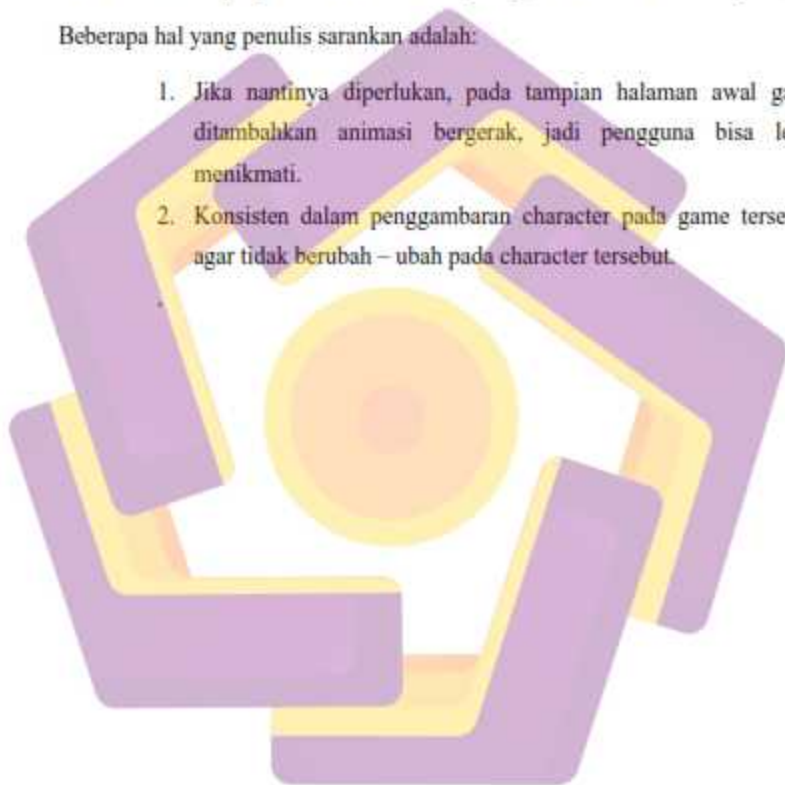 Beberapa hal yang penulis sarankan adalah:
1. Jika nantinya diperlukan, pada tampian halaman awal
ditambahkan animasi bergerak, jadi pengguna bisa
menikmati.
2. Konsisten dalam penggambaran character pada game
agar tidak berubah – ubah pada character tersebut.